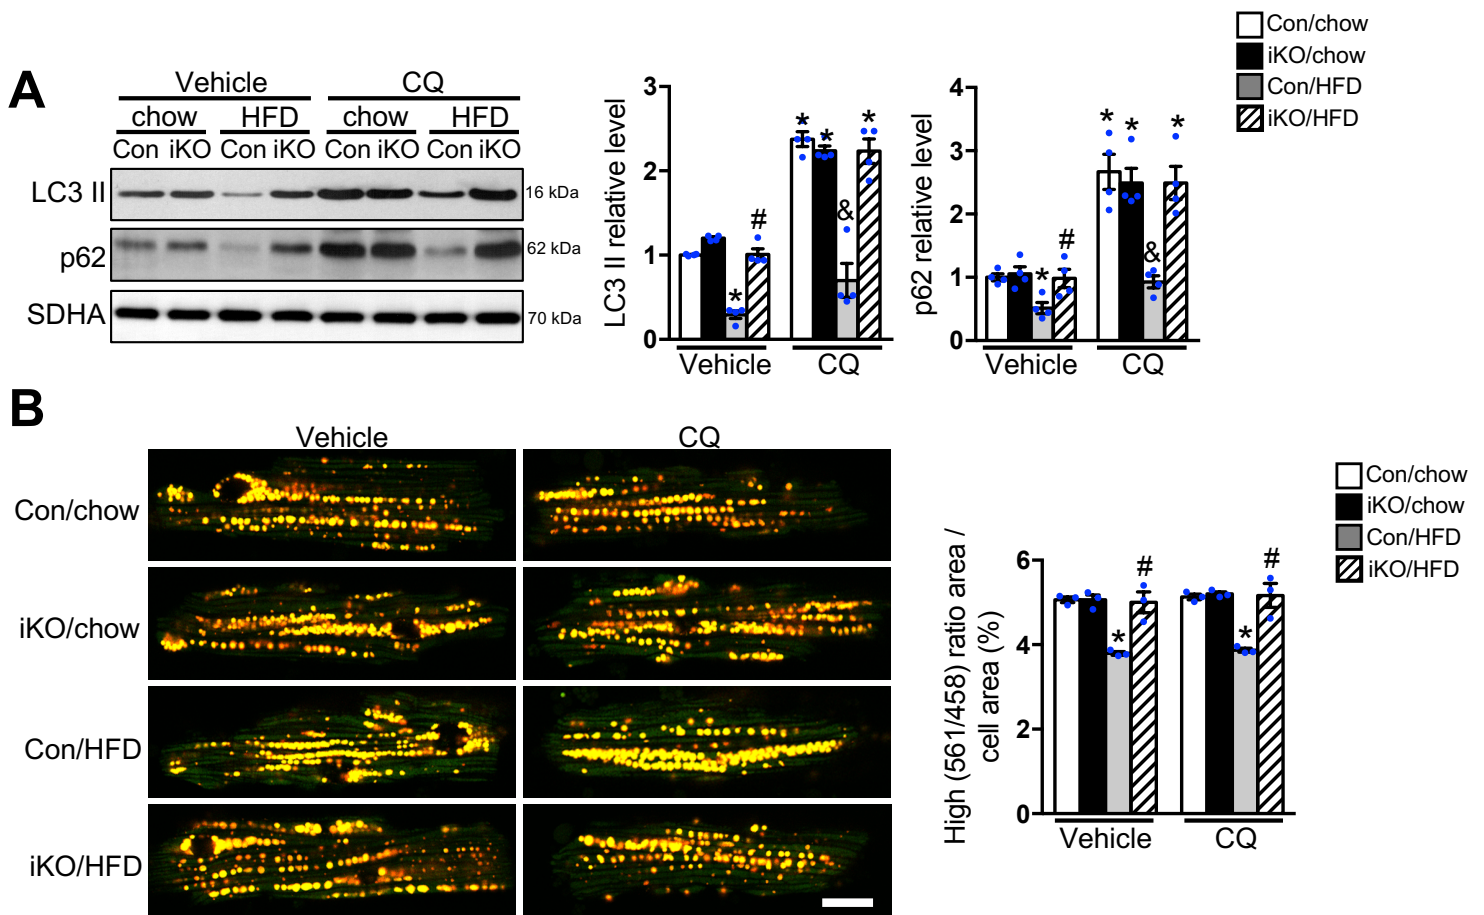 A
Vehicle CQ
chow HFD chow HFD
Con iKO Con iKO Con iKO Con iKO
LC3 II 16 kDa
p62 62 kDa
SDHA 70 kDa
LC3 II relative level
3
2
1
0
* * * # * &
Vehicle CQ
p62 relative level
4
3
2
1
0
* * * # * &
Vehicle CQ
Con/chow
iKO/chow
Con/HFD
iKO/HFD
B
Vehicle CQ
Con/chow
iKO/chow
Con/HFD
iKO/HFD
High (561/458) ratio area /
cell area (%)
6
4
2
0
* # * #
Vehicle CQ
Con/chow
iKO/chow
Con/HFD
iKO/HFD